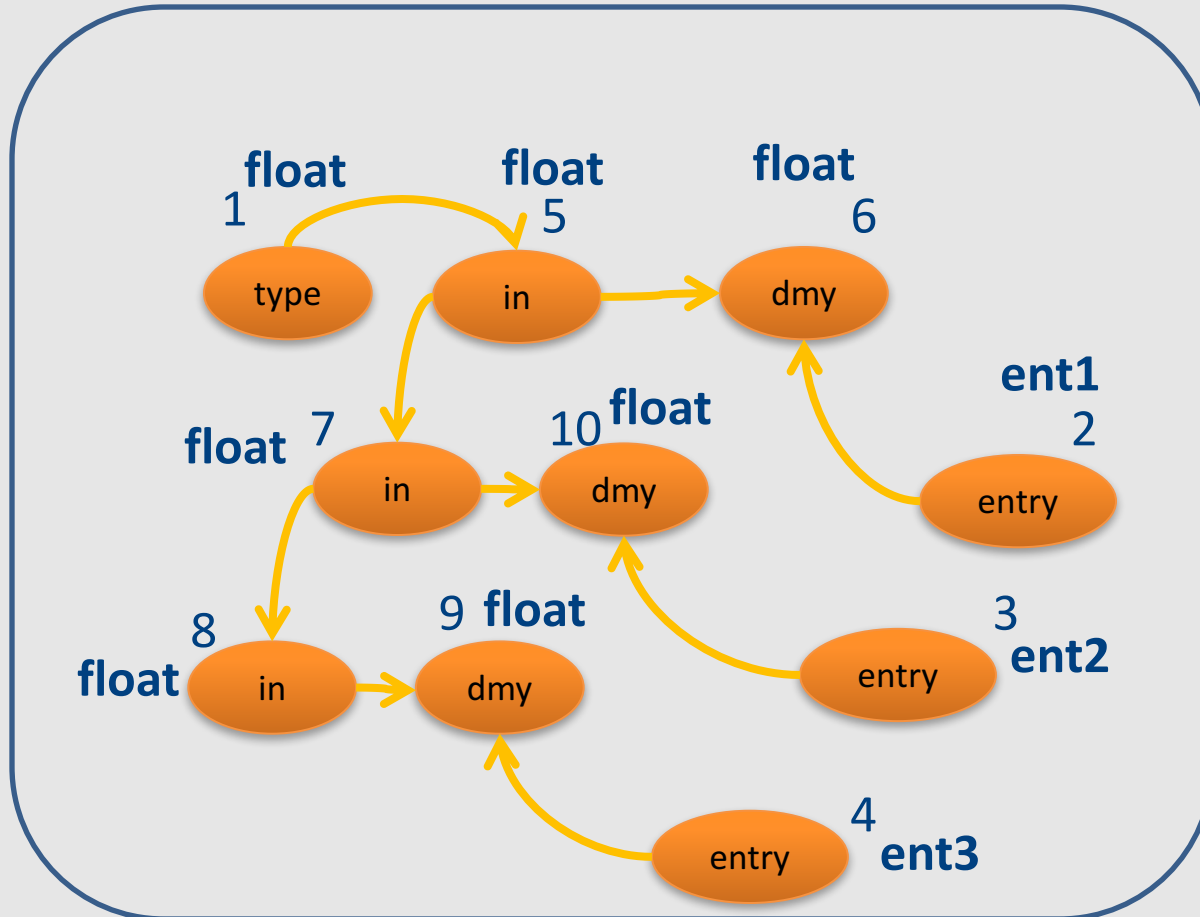 float
1
type
float
5
in
float
6
dmy
ent1
2
entry
float
7
in
10
float
dmy
3
ent2
entry
float
8
in
9
float
dmy
4
ent3
entry